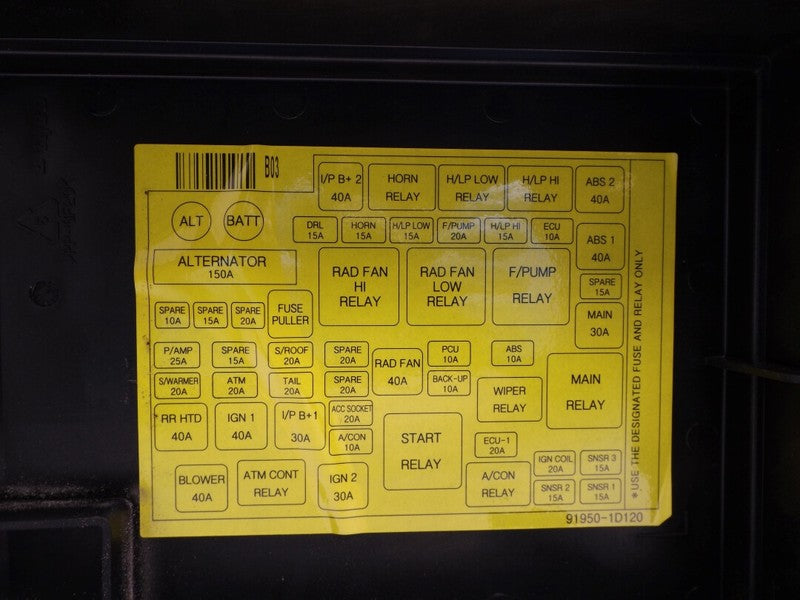 B03
I/P B+ 2
40A
HORN
RELAY
H/LP LOW
RELAY
H/LP HI
RELAY
ABS 2
40A
ALT
BATT
DRL
15A
HORN
15A
H/LP LOW
15A
F/PUMP
20A
H/LP HI
15A
ECU
10A
ABS 1
40A
ALTERNATOR
150A
RAD FAN
HI
RELAY
RAD FAN
LOW
RELAY
F/PUMP
RELAY
SPARE
15A
SPARE
10A
SPARE
15A
SPARE
20A
FUSE
PULLER
MAIN
30A
P/AMP
25A
SPARE
15A
S/ROOF
20A
SPARE
20A
RAD FAN
40A
PCU
10A
ABS
10A
MAIN
RELAY
S/WARMER
20A
ATM
20A
TAIL
20A
SPARE
20A
BACK-UP
10A
WIPER
RELAY
RR HTD
40A
IGN 1
40A
I/P B+1
30A
ACC SOCKET
20A
A/CON
10A
START
RELAY
ECU-1
20A
BLOWER
40A
ATM CONT
RELAY
IGN 2
30A
A/CON
RELAY
IGN COIL
20A
SNSR 3
15A
SNSR 2
15A
SNSR 1
15A
91950-1D120
*USE THE DESIGNATED FUSE AND RELAY ONLY